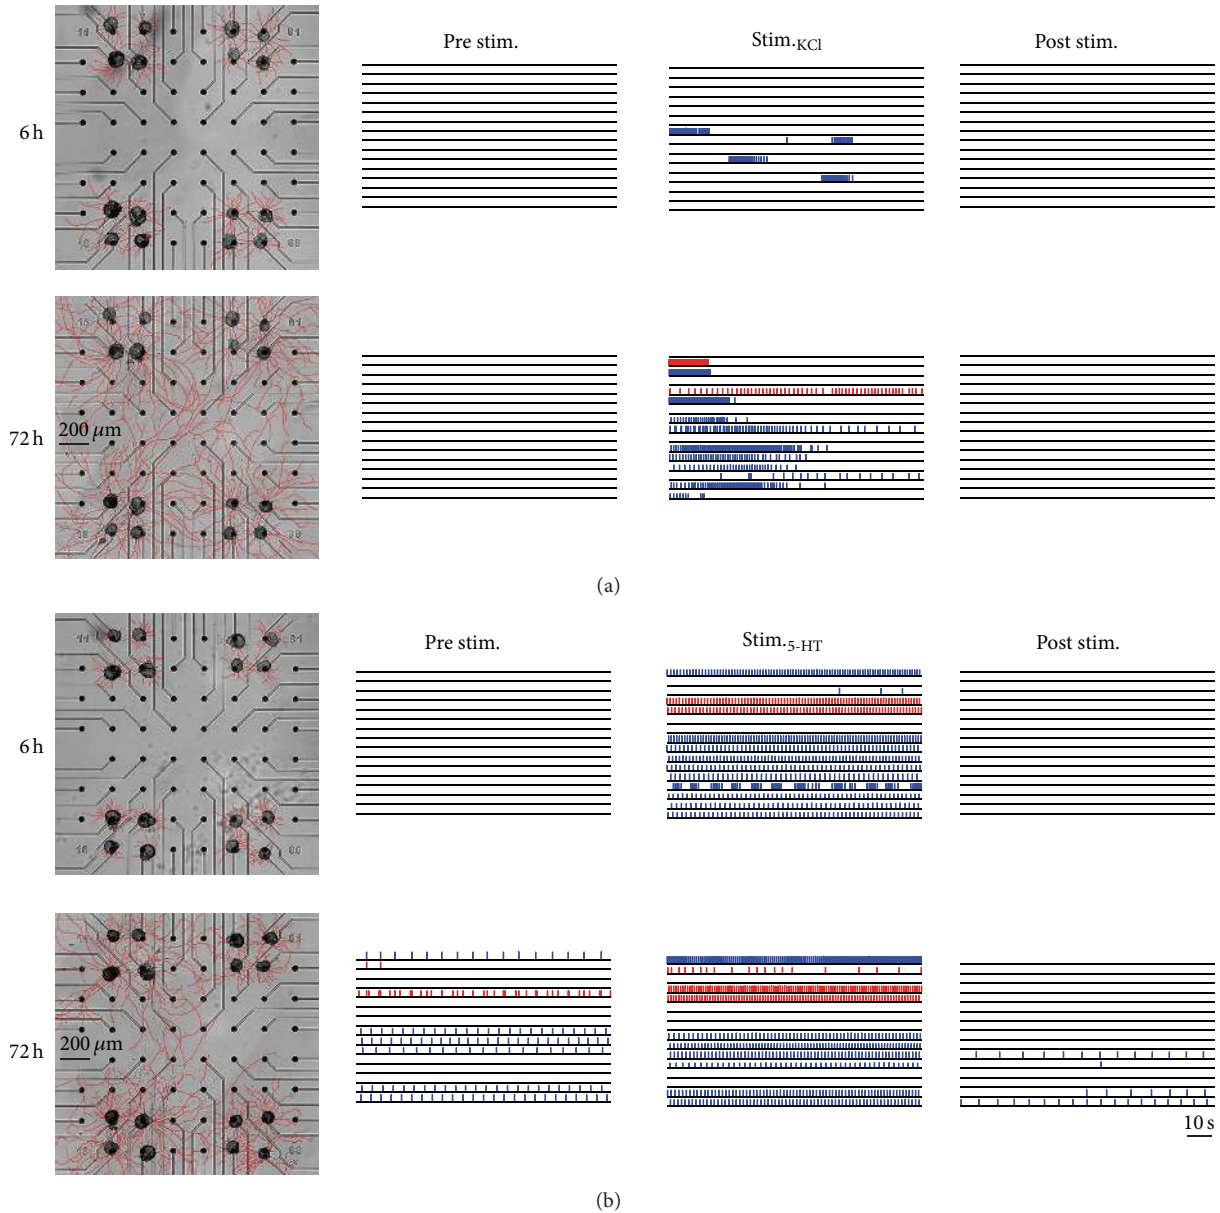 Pre stim.
Stim.KCl
Post stim.
6 h
72 h
200 μm
(a)
Pre stim.
Stim.5-HT
Post stim.
6 h
72 h
200 μm
10 s
(b)